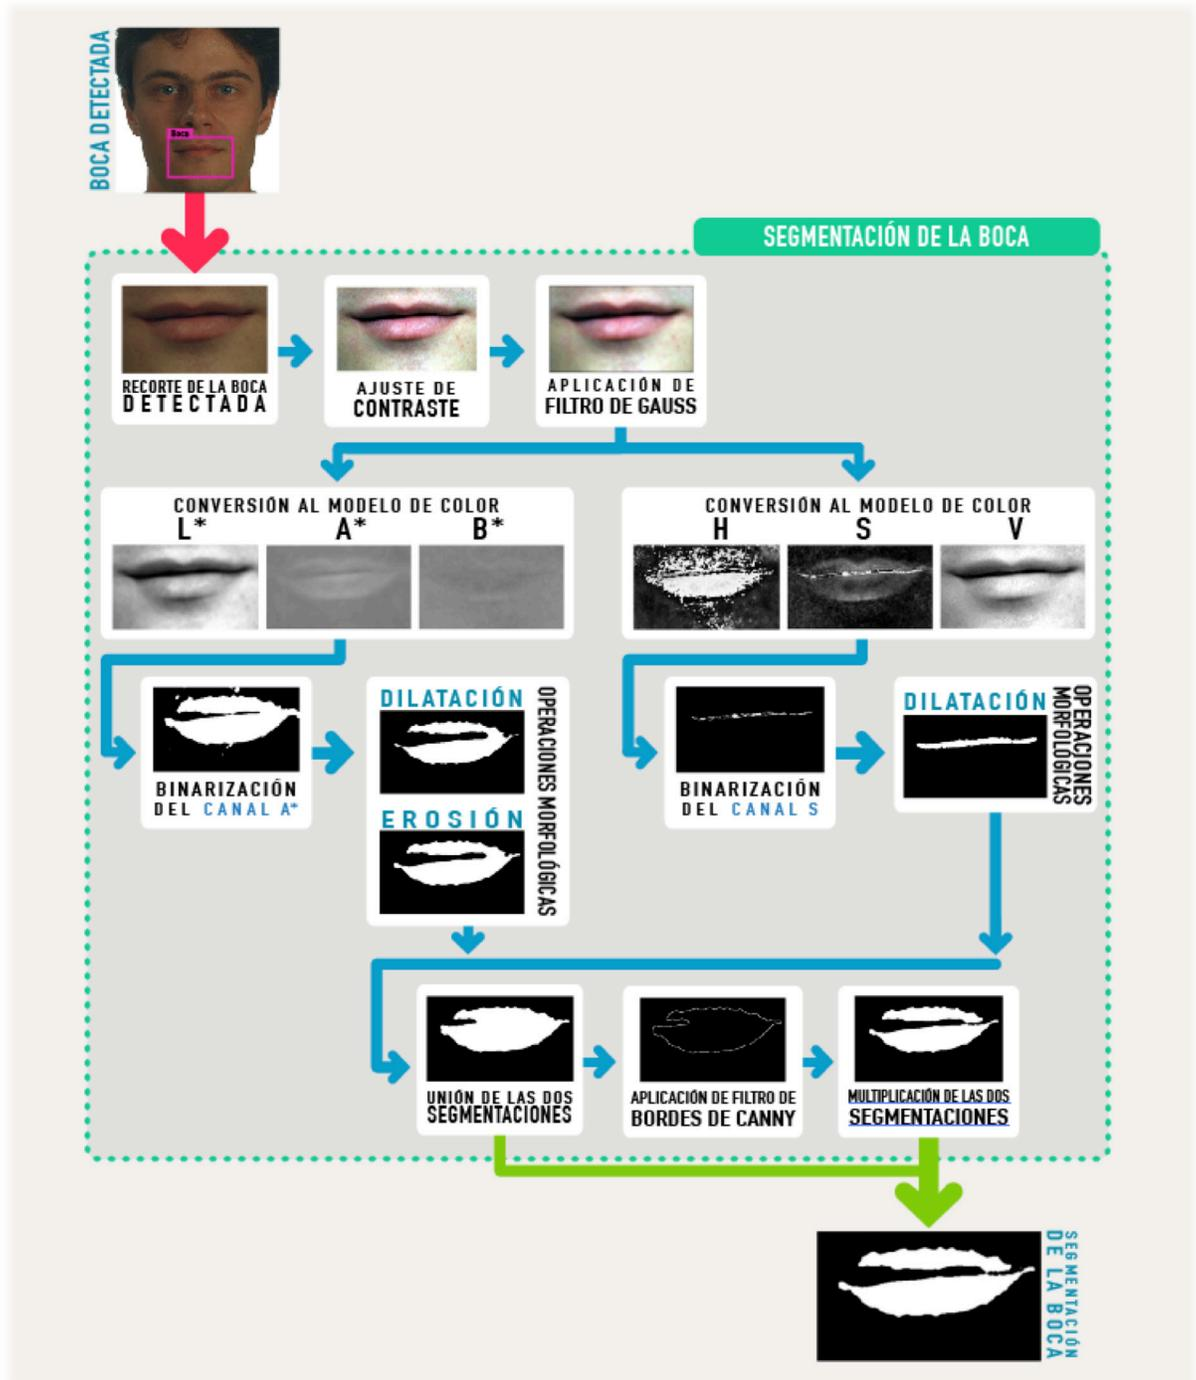 BOCA DETECTADA
Boca
SEGMENTACIÓN DE LA BOCA
RECORTE DE LA BOCA
DETECTADA
AJUSTE DE
CONTRASTE
APLICACIÓN DE
FILTRO DE GAUSS
CONVERSIÓN AL MODELO DE COLOR
L* A* B*
CONVERSIÓN AL MODELO DE COLOR
H S V
BINARIZACIÓN
DEL CANAL A*
DILATACIÓN
EROSIÓN
OPERACIONES MORFOLÓGICAS
BINARIZACIÓN
DEL CANAL S
DILATACIÓN
OPERACIONES
MORFOLÓGICAS
UNIÓN DE LAS DOS
SEGMENTACIONES
APLICACIÓN DE FILTRO DE
BORDES DE CANNY
MULTIPLICACIÓN DE LAS DOS
SEGMENTACIONES
SEGMENTACIÓN
DE LA BOCA